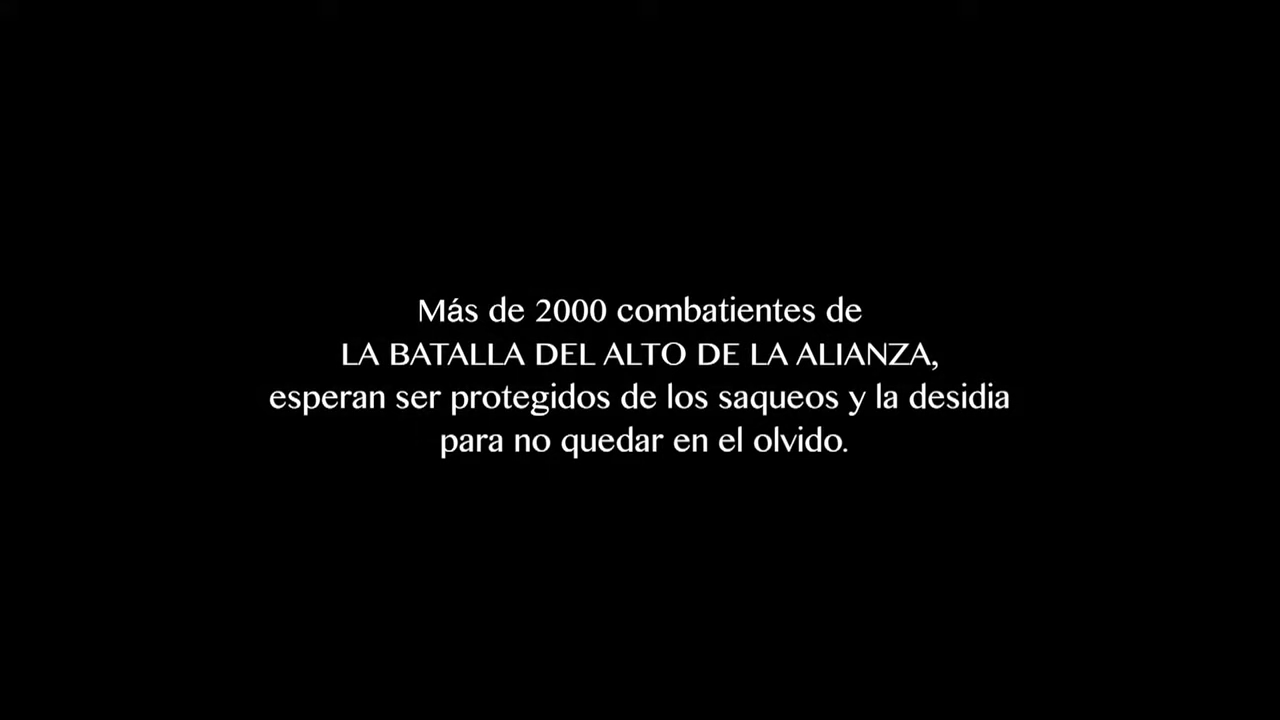 Más de 2000 combatientes de
LA BATALLA DEL ALTO DE LA ALIANZA,
esperan ser protegidos de los saqueos y la desidia
para no quedar en el olvido.